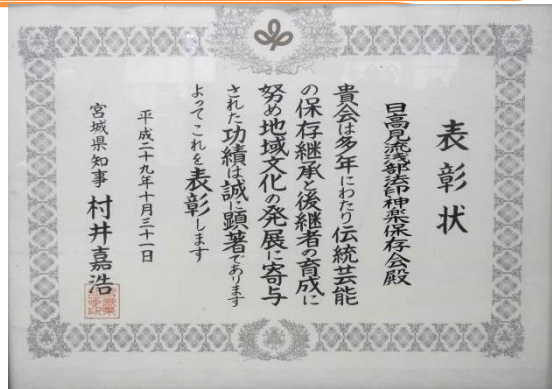 表彰状
日高見流浅部法印神楽保存会殿
貴会は多年にわたり伝統芸能
の保存継承と後継者の育成に
努め地域文化の発展に寄与
された功績は誠に顕著であります
よってこれを表彰します
平成二十九年十月三十一日
宮城県知事 村井嘉浩